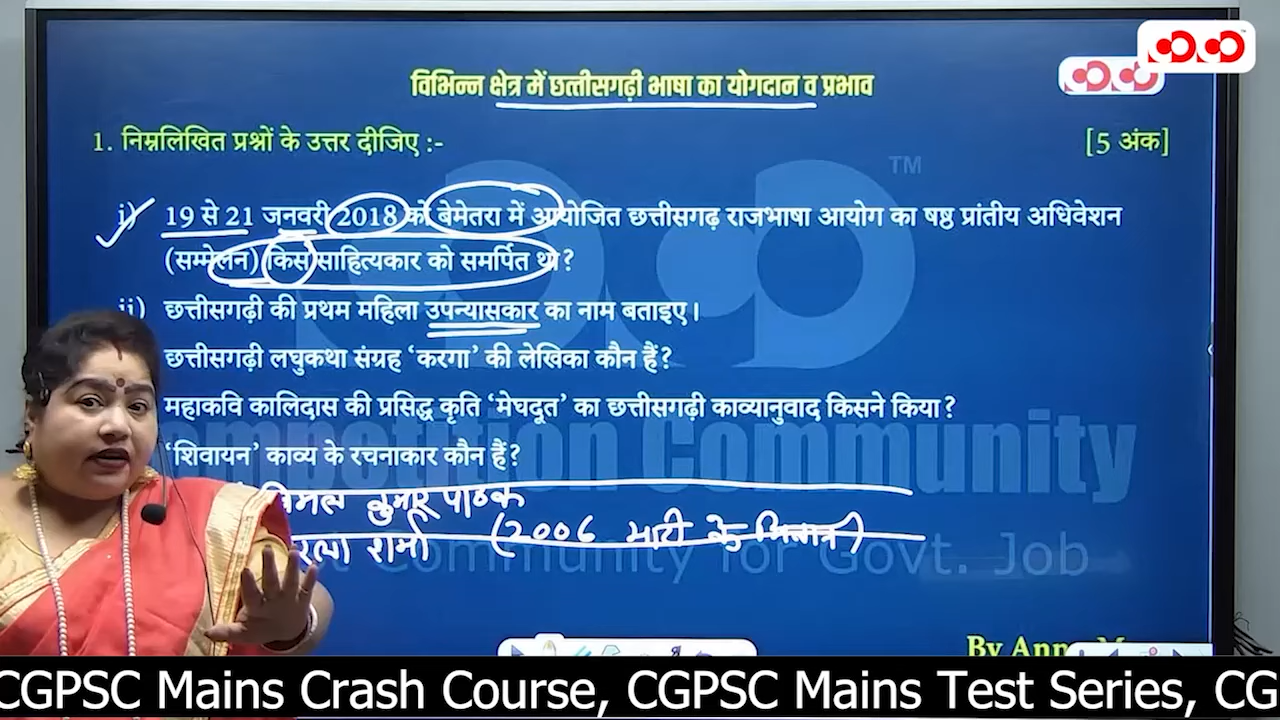 विभिन्न क्षेत्र में छत्तीसगढ़ी भाषा का योगदान व प्रभाव
1. निम्नलिखित प्रश्नों के उत्तर दीजिए :- [5 अंक]
i) 19 से 21 जनवरी 2018 को बेमेतरा में आयोजित छत्तीसगढ़ राजभाषा आयोग का षष्ठ प्रांतीय अधिवेशन
(सम्मेलन) किस साहित्यकार को समर्पित था?
ii) छत्तीसगढ़ी की प्रथम महिला उपन्यासकार का नाम बताइए।
छत्तीसगढ़ी लघुकथा संग्रह ‘करगा’ की लेखिका कौन हैं?
महाकवि कालिदास की प्रसिद्ध कृति ‘मेघदूत’ का छत्तीसगढ़ी काव्यानुवाद किसने किया?
‘शिवायन’ काव्य के रचनाकार कौन हैं?
कुमार पाठक
शर्मा (2006 माटी के मितान)
TM
Competition Community
Community for Govt. Job
By
CGPSC Mains Crash Course, CGPSC Mains Test Series, CG